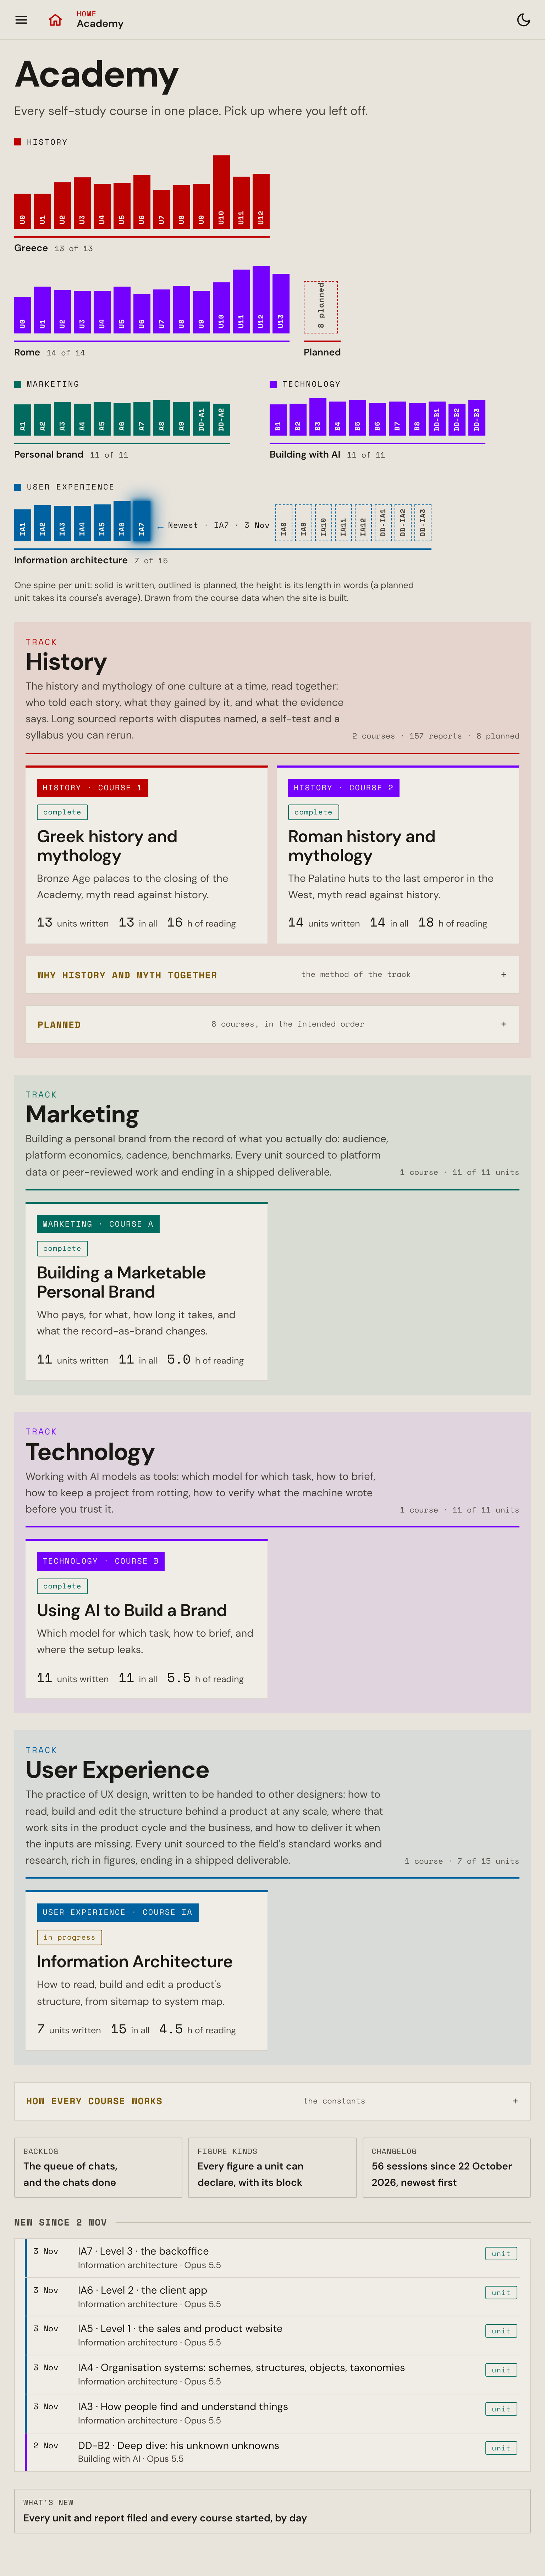 HOME
Academy
Academy
Every self-study course in one place. Pick up where you left off.
HISTORY
U0 U1 U2 U3 U4 U5 U6 U7 U8 U9 U10 U11 U12
Greece 13 of 13
U0 U1 U2 U3 U4 U5 U6 U7 U8 U9 U10 U11 U12 U13
8 planned
Rome 14 of 14
Planned
MARKETING
A1 A2 A3 A4 A5 A6 A7 A8 A9 DD-A1 DD-A2
Personal brand 11 of 11
TECHNOLOGY
B1 B2 B3 B4 B5 B6 B7 B8 DD-B1 DD-B2 DD-B3
Building with AI 11 of 11
USER EXPERIENCE
IA1 IA2 IA3 IA4 IA5 IA6 IA7
← Newest · IA7 · 3 Nov
IA8 IA9 IA10 IA11 IA12 DD-IA1 DD-IA2 DD-IA3
Information architecture 7 of 15
One spine per unit: solid is written, outlined is planned, the height is its length in words (a planned
unit takes its course's average). Drawn from the course data when the site is built.
TRACK
History
The history and mythology of one culture at a time, read together:
who told each story, what they gained by it, and what the evidence
says. Long sourced reports with disputes named, a self-test and a
syllabus you can rerun.
2 courses · 157 reports · 8 planned
HISTORY · COURSE 1
complete
Greek history and
mythology
Bronze Age palaces to the closing of the
Academy, myth read against history.
13 units written 13 in all 16 h of reading
HISTORY · COURSE 2
complete
Roman history and
mythology
The Palatine huts to the last emperor in the
West, myth read against history.
14 units written 14 in all 18 h of reading
WHY HISTORY AND MYTH TOGETHER
the method of the track
+
PLANNED
8 courses, in the intended order
+
TRACK
Marketing
Building a personal brand from the record of what you actually do: audience,
platform economics, cadence, benchmarks. Every unit sourced to platform
data or peer-reviewed work and ending in a shipped deliverable.
1 course · 11 of 11 units
MARKETING · COURSE A
complete
Building a Marketable
Personal Brand
Who pays, for what, how long it takes, and
what the record-as-brand changes.
11 units written 11 in all 5.0 h of reading
TRACK
Technology
Working with AI models as tools: which model for which task, how to brief,
how to keep a project from rotting, how to verify what the machine wrote
before you trust it.
1 course · 11 of 11 units
TECHNOLOGY · COURSE B
complete
Using AI to Build a Brand
Which model for which task, how to brief, and
where the setup leaks.
11 units written 11 in all 5.5 h of reading
TRACK
User Experience
The practice of UX design, written to be handed to other designers: how to
read, build and edit the structure behind a product at any scale, where that
work sits in the product cycle and the business, and how to deliver it when
the inputs are missing. Every unit sourced to the field's standard works and
research, rich in figures, ending in a shipped deliverable.
1 course · 7 of 15 units
USER EXPERIENCE · COURSE IA
in progress
Information Architecture
How to read, build and edit a product's
structure, from sitemap to system map.
7 units written 15 in all 4.5 h of reading
HOW EVERY COURSE WORKS
the constants
+
BACKLOG
The queue of chats,
and the chats done
FIGURE KINDS
Every figure a unit can
declare, with its block
CHANGELOG
56 sessions since 22 October
2026, newest first
NEW SINCE 2 NOV
3 Nov
IA7 · Level 3 · the backoffice
Information architecture · Opus 5.5
unit
3 Nov
IA6 · Level 2 · the client app
Information architecture · Opus 5.5
unit
3 Nov
IA5 · Level 1 · the sales and product website
Information architecture · Opus 5.5
unit
3 Nov
IA4 · Organisation systems: schemes, structures, objects, taxonomies
Information architecture · Opus 5.5
unit
3 Nov
IA3 · How people find and understand things
Information architecture · Opus 5.5
unit
2 Nov
DD-B2 · Deep dive: his unknown unknowns
Building with AI · Opus 5.5
unit
WHAT'S NEW
Every unit and report filed and every course started, by day